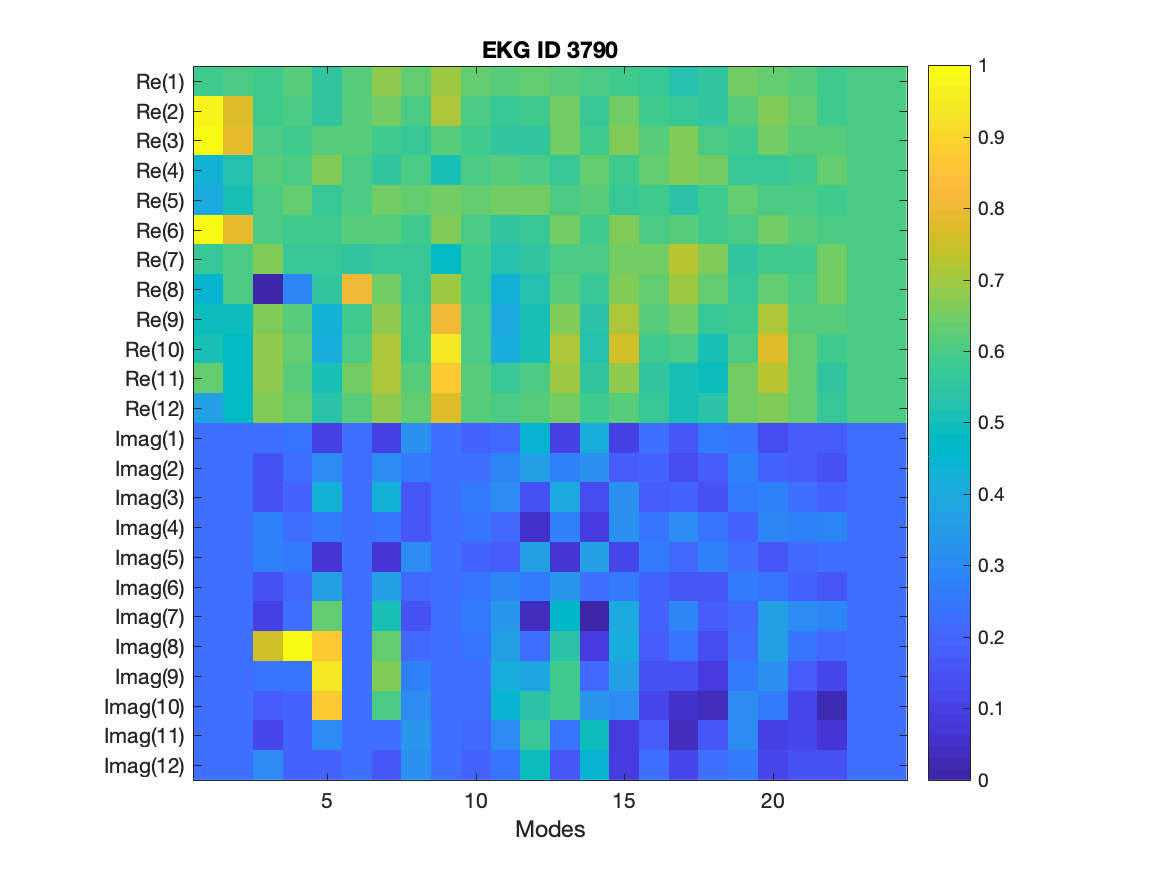 EKG ID 3790
Re(1)
Re(2)
Re(3)
Re(4)
Re(5)
Re(6)
Re(7)
Re(8)
Re(9)
Re(10)
Re(11)
Re(12)
Imag(1)
Imag(2)
Imag(3)
Imag(4)
Imag(5)
Imag(6)
Imag(7)
Imag(8)
Imag(9)
Imag(10)
Imag(11)
Imag(12)
5 10 15 20
Modes
1
0.9
0.8
0.7
0.6
0.5
0.4
0.3
0.2
0.1
0